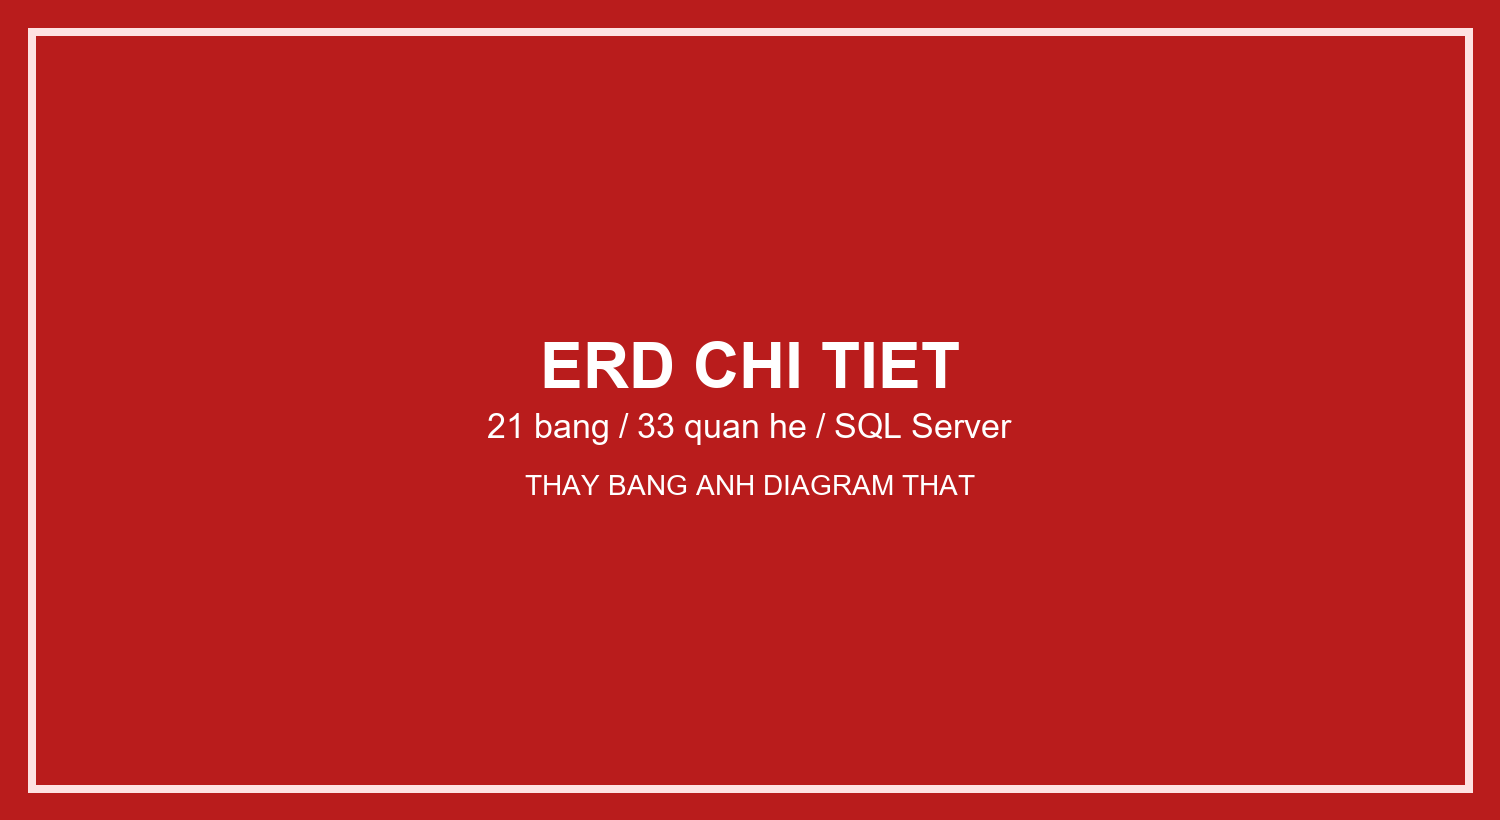 ERD CHI TIET
21 bang / 33 quan he / SQL Server
THAY BANG ANH DIAGRAM THAT